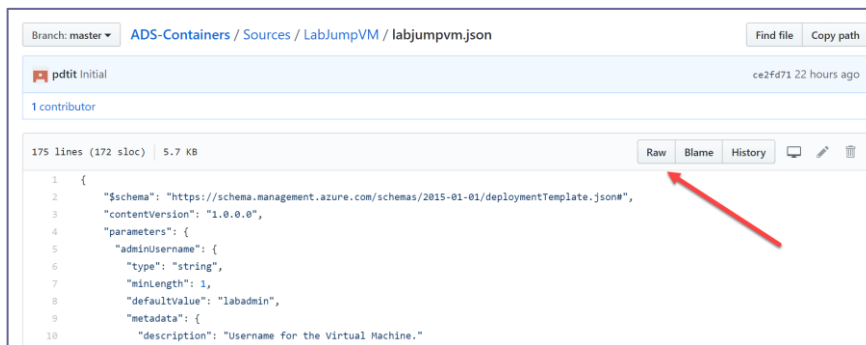 Branch: master ADS-Containers / Sources / LabJumpVM / labjumpvm.json Find file Copy path
pdtit Initial ce2fd71 22 hours ago
1 contributor
175 lines (172 sloc) 5.7 KB Raw Blame History
1 {
2 "$schema": "https://schema.management.azure.com/schemas/2015-01-01/deploymentTemplate.json#",
3 "contentVersion": "1.0.0.0",
4 "parameters": {
5 "adminUsername": {
6 "type": "string",
7 "minLength": 1,
8 "defaultValue": "labadmin",
9 "metadata": {
10 "description": "Username for the Virtual Machine."